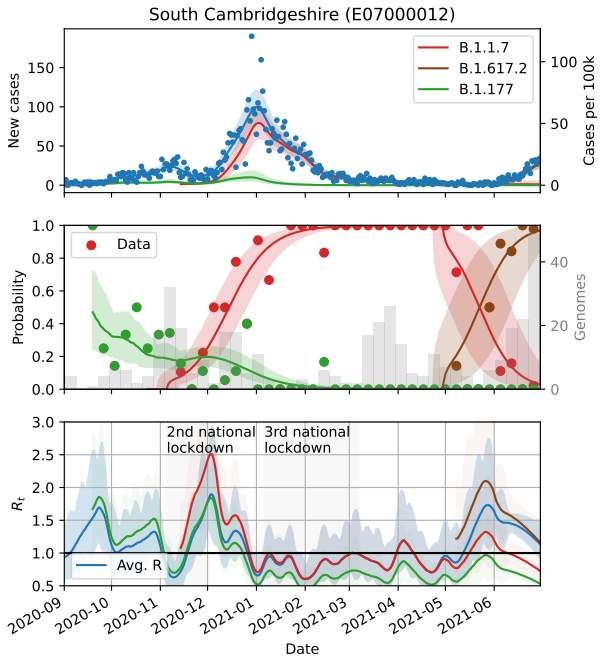 South Cambridgeshire (E07000012)
New cases
150
100
50
0
B.1.1.7
B.1.617.2
B.1.177
100
50
0
Cases per 100k
Probability
1.0
0.8
0.6
0.4
0.2
0.0
Data
40
20
0
Genomes
R_t
3.0
2.5
2.0
1.5
1.0
0.5
2nd national
lockdown
3rd national
lockdown
Avg. R
2020-09
2020-10
2020-11
2020-12
2021-01
2021-02
2021-03
2021-04
2021-05
2021-06
Date